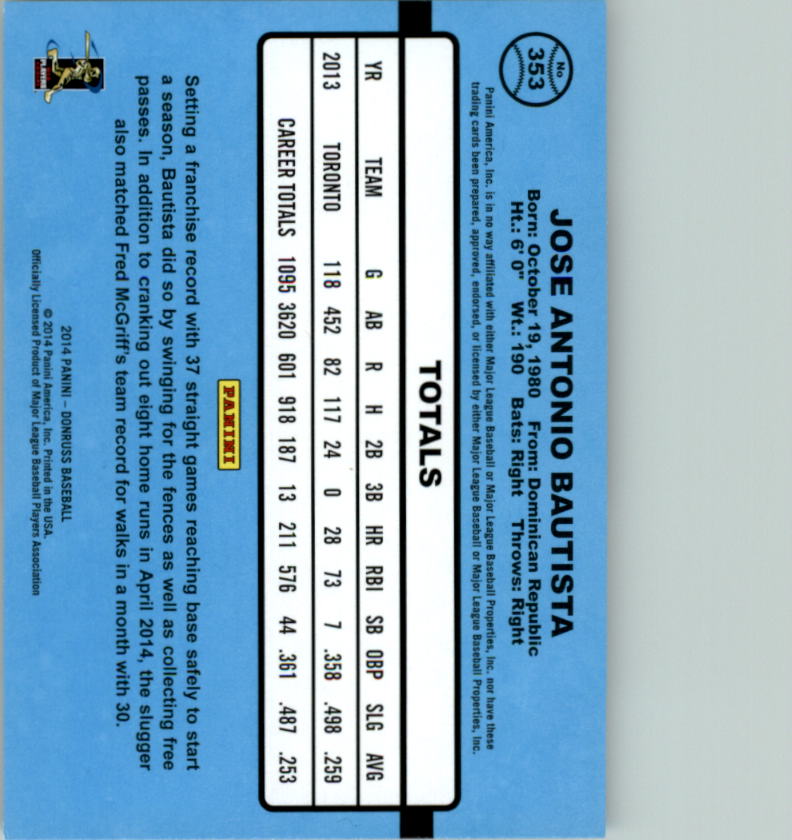 No
353
JOSE ANTONIO BAUTISTA
Born: October 19, 1980 From: Dominican Republic
Ht.: 6' 0" Wt.: 190 Bats: Right Throws: Right
Panini America, Inc. is in no way affiliated with either Major League Baseball or Major League Baseball Properties, Inc. nor have these
trading cards been prepared, approved, endorsed, or licensed by either Major League Baseball or Major League Baseball Properties, Inc.
TOTALS
YR TEAM G AB R H 2B 3B HR RBI SB OBP SLG AVG
2013 TORONTO 118 452 82 117 24 0 28 73 7 .358 .498 .259
CAREER TOTALS 1095 3620 601 918 187 13 211 576 44 .361 .487 .253
PANINI
Setting a franchise record with 37 straight games reaching base safely to start
a season, Bautista did so by swinging for the fences as well as collecting free
passes. In addition to cranking out eight home runs in April 2014, the slugger
also matched Fred McGriff's team record for walks in a month with 30.
2014 PANINI – DONRUSS BASEBALL
© 2014 Panini America, Inc. Printed in the USA.
Officially Licensed Product of Major League Baseball Players Association
PLAYERS